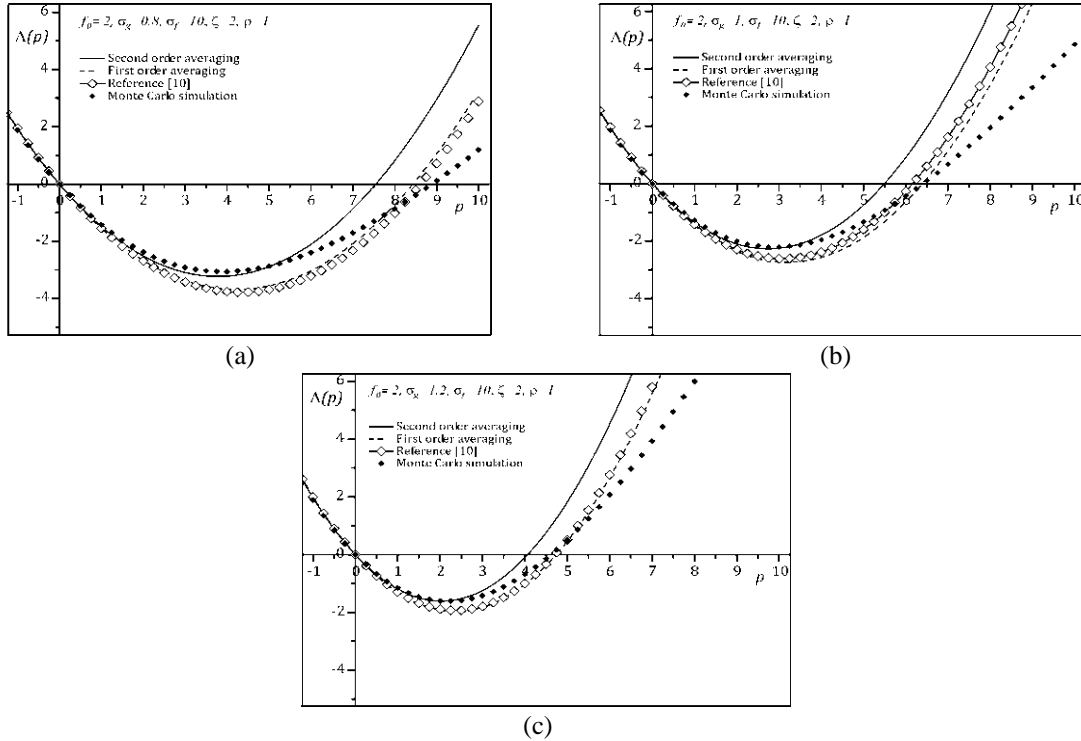 6
Λ(p)
f₀= 2, σg 0.8, σf 10, ζ 2, ρ 1
Second order averaging
First order averaging
Reference [10]
Monte Carlo simulation
4
2
0
-2
-4
-1 0 1 2 3 4 5 6 7 8 9 10
p
(a)
6
Λ(p)
f₀= 2, σg 1, σf 10, ζ 2, ρ 1
Second order averaging
First order averaging
Reference [10]
Monte Carlo simulation
4
2
0
-2
-4
-1 0 1 2 3 4 5 6 7 8 9 10
p
(b)
6
Λ(p)
f₀= 2, σg 1.2, σf 10, ζ 2, ρ 1
Second order averaging
First order averaging
Reference [10]
Monte Carlo simulation
4
2
0
-2
-4
-1 0 1 2 3 4 5 6 7 8 9 10
p
(c)